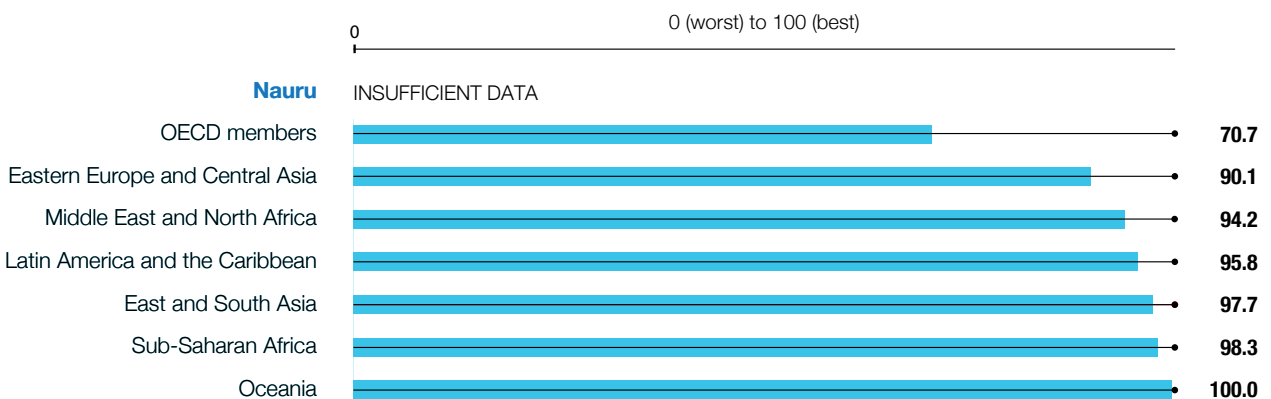 0 (worst) to 100 (best)
0
Nauru INSUFFICIENT DATA
OECD members 70.7
Eastern Europe and Central Asia 90.1
Middle East and North Africa 94.2
Latin America and the Caribbean 95.8
East and South Asia 97.7
Sub-Saharan Africa 98.3
Oceania 100.0